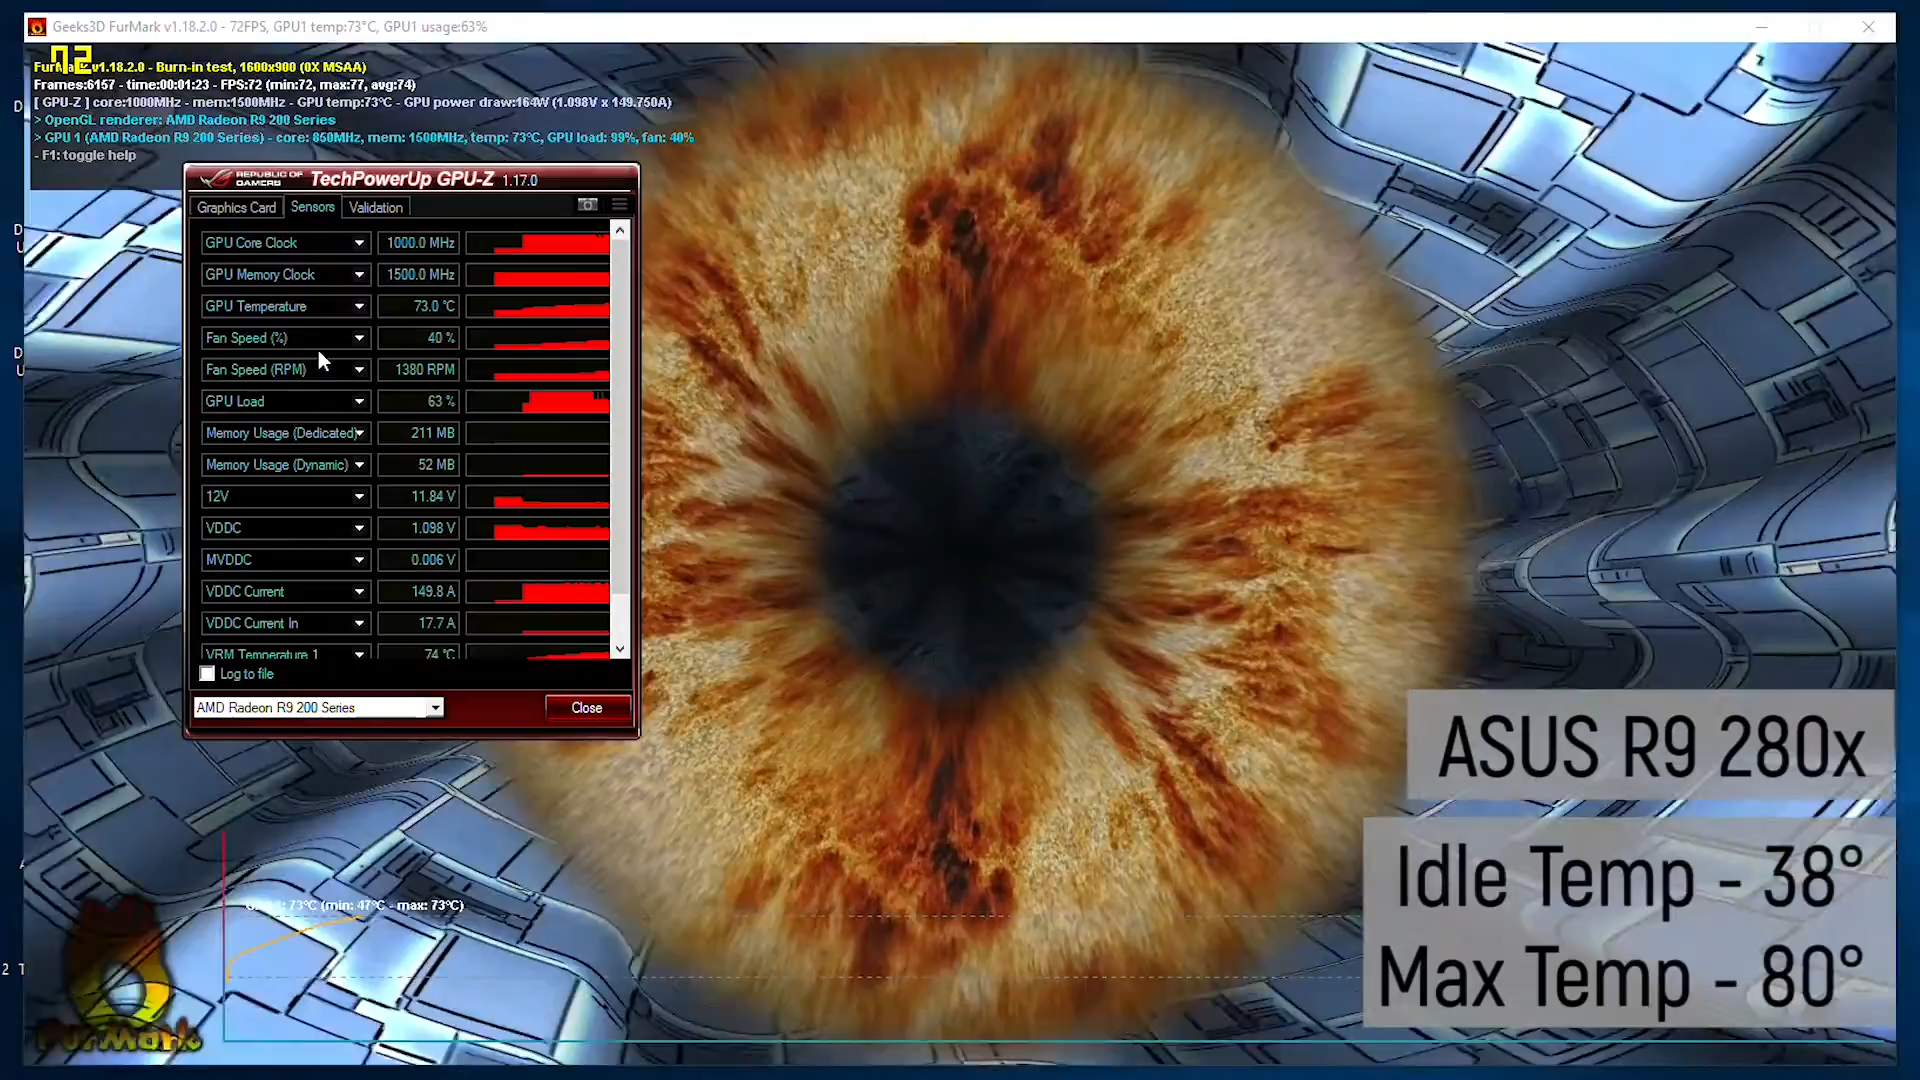 Geeks3D FurMark v1.18.2.0 - 72FPS, GPU1 temp:73°C, GPU1 usage:63%
72
v1.18.2.0 - Burn-in test, 1600x900 (0X MSAA)
Frames:6157 - time:00:01:23 - FPS:72 (min:72, max:77, avg:74)
[ GPU-Z ] core:1000MHz - mem:1500MHz - GPU temp:73°C - GPU power draw:164W (1.098V x 149.750A)
> OpenGL renderer: AMD Radeon R9 200 Series
> GPU 1 (AMD Radeon R9 200 Series) - core: 850MHz, mem: 1500MHz, temp: 73°C, GPU load: 99%, fan: 40%
- F1: toggle help
REPUBLIC OF GAMERS TechPowerUp GPU-Z 1.17.0
Graphics Card Sensors Validation
GPU Core Clock 1000.0 MHz
GPU Memory Clock 1500.0 MHz
GPU Temperature 73.0 °C
Fan Speed (%) 40 %
Fan Speed (RPM) 1380 RPM
GPU Load 63 %
Memory Usage (Dedicated) 211 MB
Memory Usage (Dynamic) 52 MB
12V 11.84 V
VDDC 1.098 V
MVDDC 0.006 V
VDDC Current 149.8 A
VDDC Current In 17.7 A
VRM Temperature 1 74 °C
Log to file
AMD Radeon R9 200 Series Close
ASUS R9 280x
Idle Temp - 38°
Max Temp - 80°
73°C (min: 47°C - max: 73°C)
FurMark